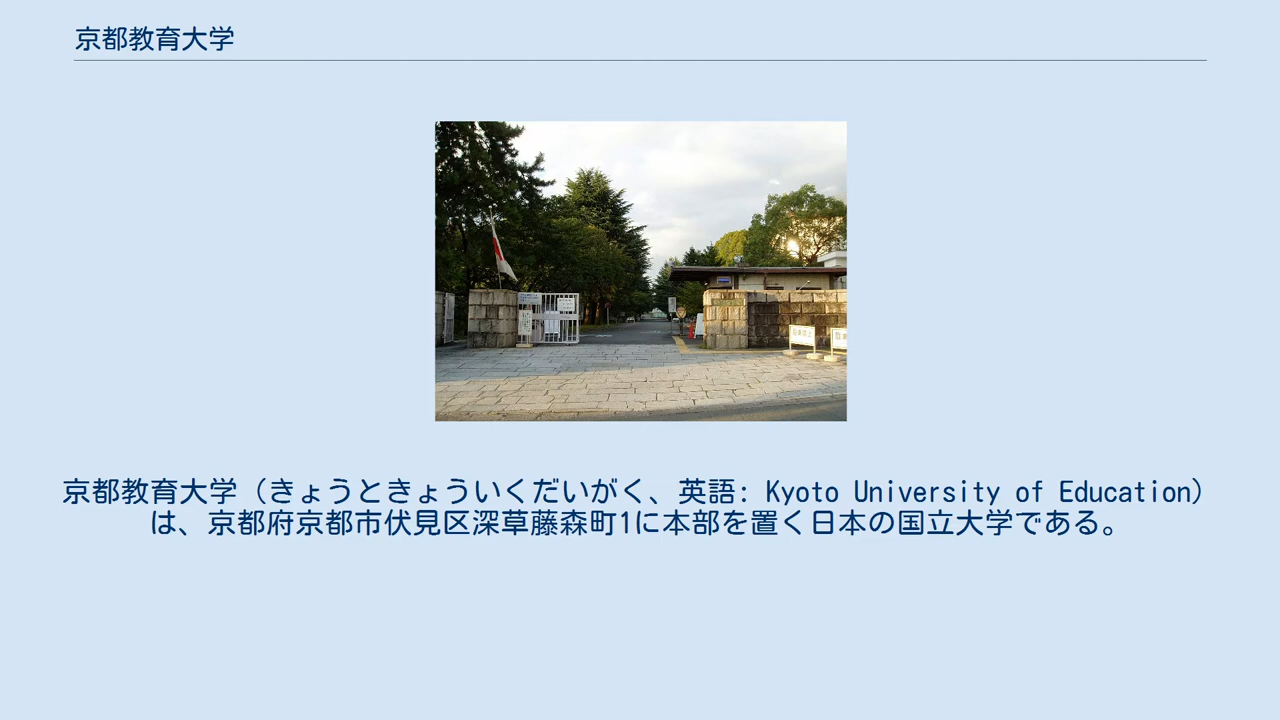 京都教育大学
京都教育大学（きょうときょういくだいがく、英語: Kyoto University of Education）
は、京都府京都市伏見区深草藤森町1に本部を置く日本の国立大学である。